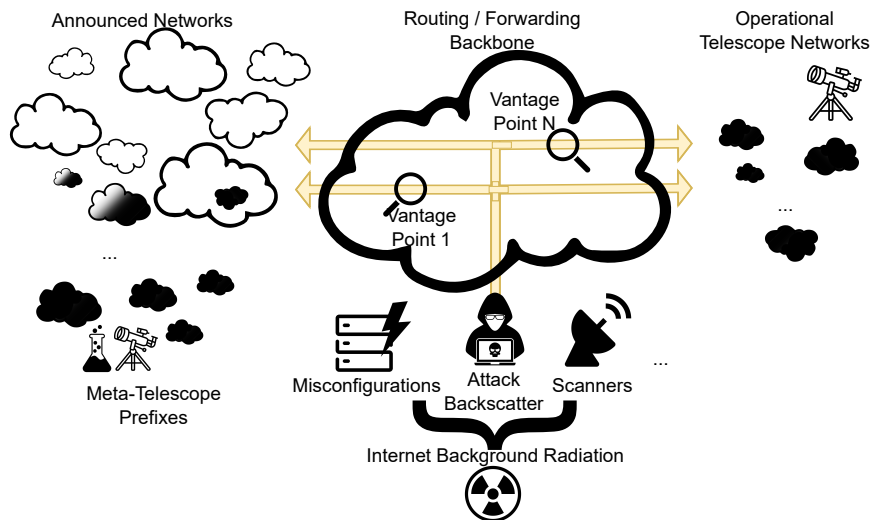 Announced Networks
Routing / Forwarding
Backbone
Operational
Telescope Networks
Vantage
Point N
Vantage
Point 1
...
...
Meta-Telescope
Prefixes
Misconfigurations
Attack
Backscatter
Scanners
...
Internet Background Radiation